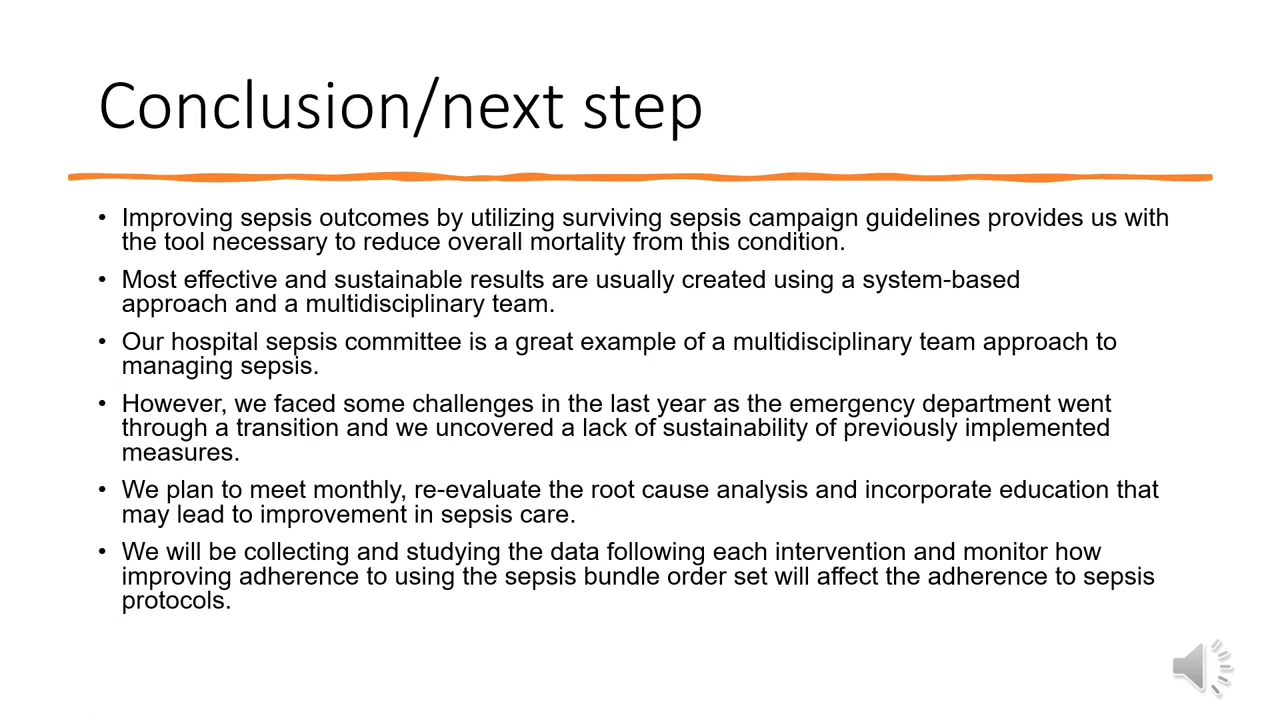 Conclusion/next step
• Improving sepsis outcomes by utilizing surviving sepsis campaign guidelines provides us with
the tool necessary to reduce overall mortality from this condition.
• Most effective and sustainable results are usually created using a system-based
approach and a multidisciplinary team.
• Our hospital sepsis committee is a great example of a multidisciplinary team approach to
managing sepsis.
• However, we faced some challenges in the last year as the emergency department went
through a transition and we uncovered a lack of sustainability of previously implemented
measures.
• We plan to meet monthly, re-evaluate the root cause analysis and incorporate education that
may lead to improvement in sepsis care.
• We will be collecting and studying the data following each intervention and monitor how
improving adherence to using the sepsis bundle order set will affect the adherence to sepsis
protocols.